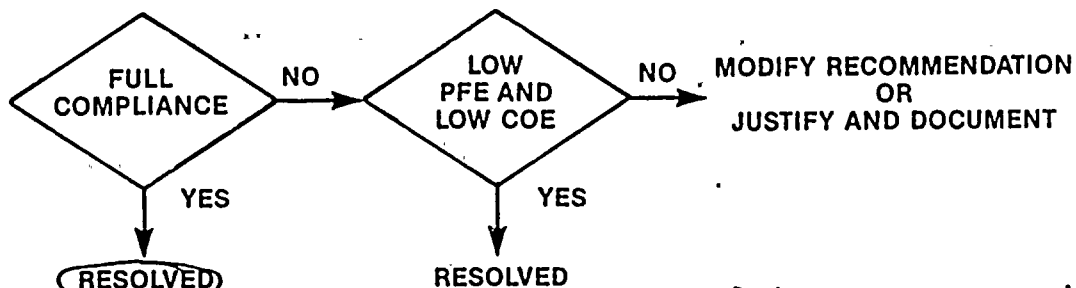 FULL
COMPLIANCE
NO
LOW
PFE AND
LOW COE
NO
MODIFY RECOMMENDATION
OR
JUSTIFY AND DOCUMENT
YES
YES
RESOLVED
RESOLVED